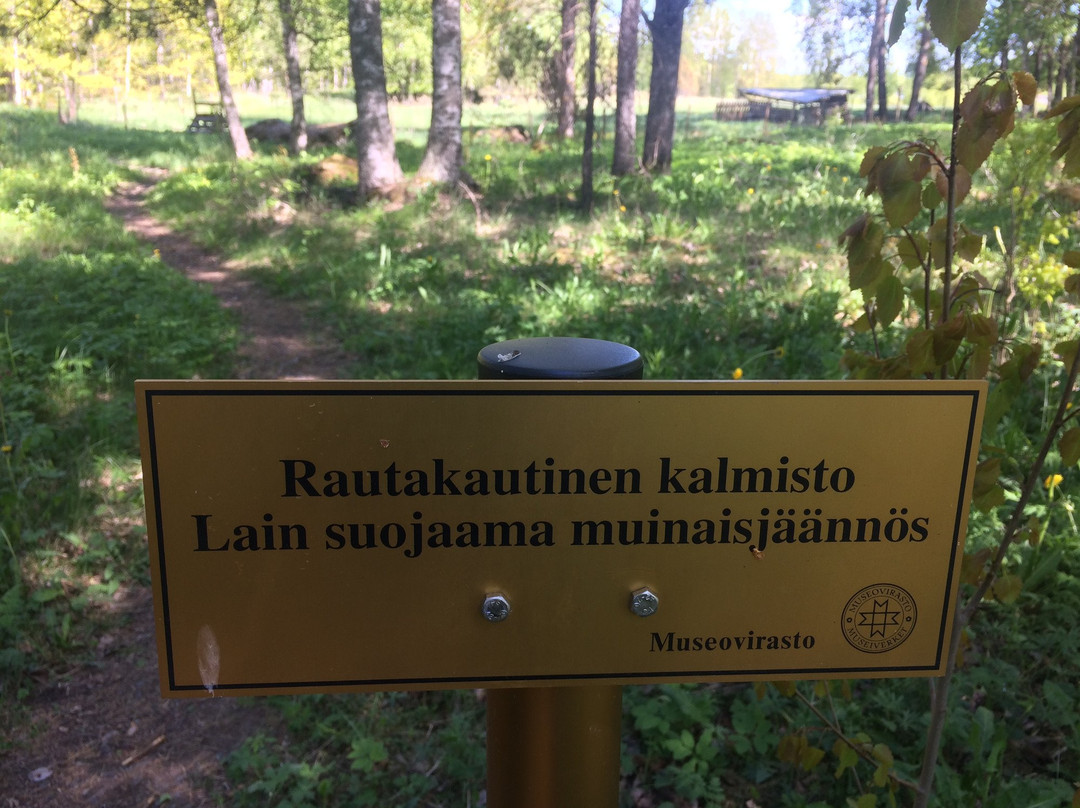 Rautakautinen kalmisto
Lain suojaama muinaisjäännös
Museovirasto
MUSEOVIRASTO
MUSEIVERKET